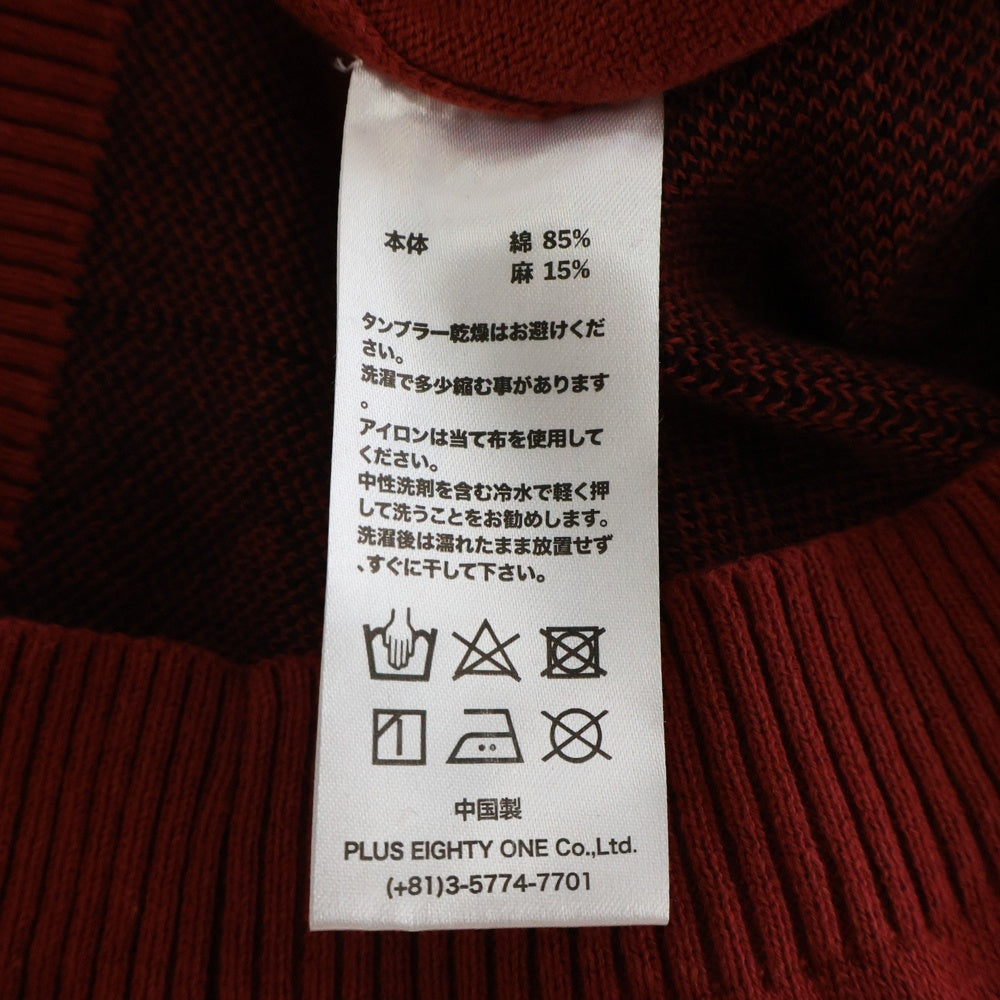 本体 綿 85%
麻 15%
タンブラー乾燥はお避けくだ
さい。
洗濯で多少縮む事があります
。
アイロンは当て布を使用して
ください。
中性洗剤を含む冷水で軽く押
して洗うことをお勧めします。
洗濯後は濡れたまま放置せず
、すぐに干して下さい。
中国製
PLUS EIGHTY ONE Co.,Ltd.
(+81)3-5774-7701